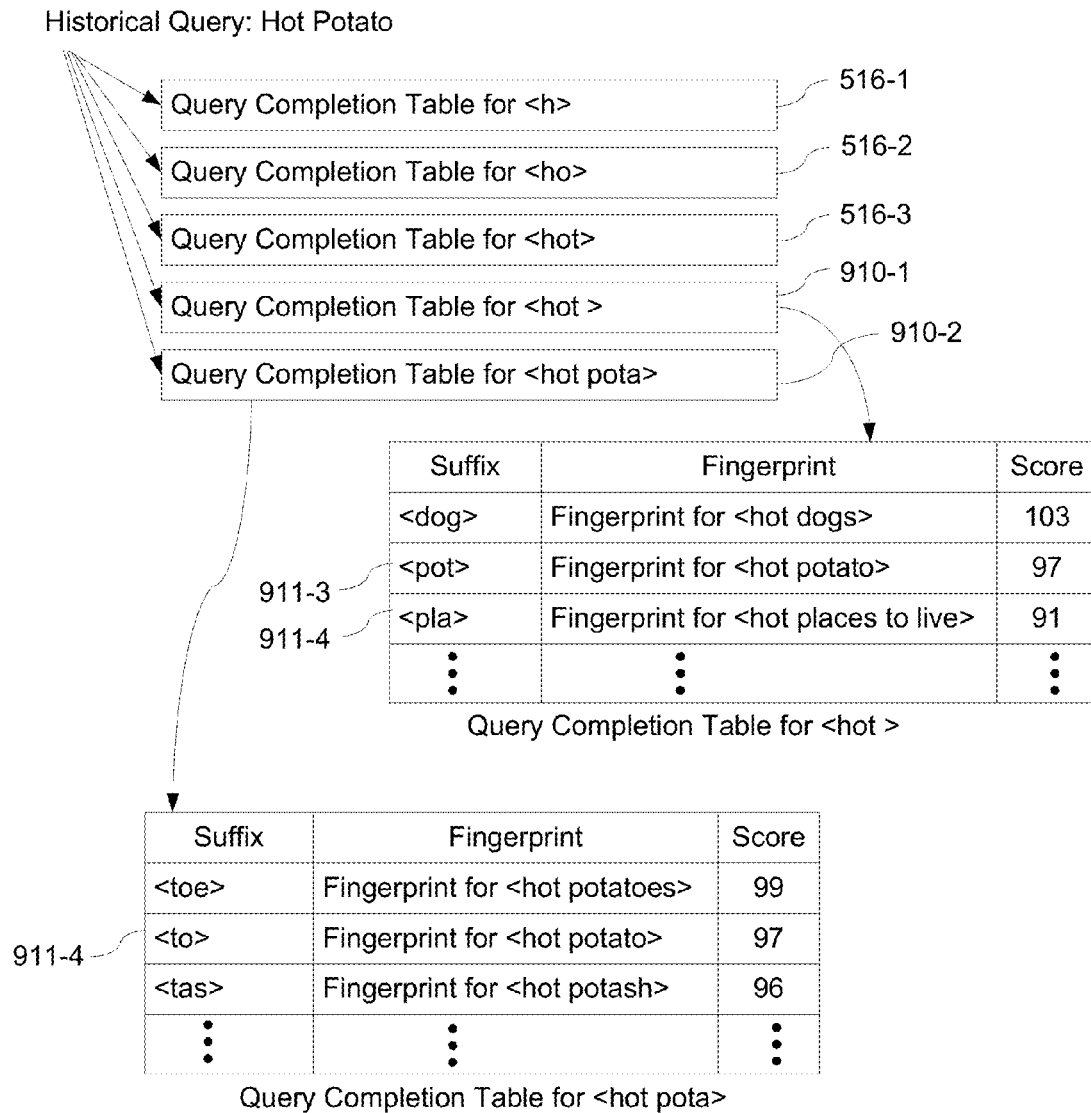 Historical Query: Hot Potato
Query Completion Table for <h>
516-1
Query Completion Table for <ho>
516-2
Query Completion Table for <hot>
516-3
Query Completion Table for <hot >
910-1
Query Completion Table for <hot pota>
910-2
Suffix Fingerprint Score
<dog> Fingerprint for <hot dogs> 103
911-3 <pot> Fingerprint for <hot potato> 97
911-4 <pla> Fingerprint for <hot places to live> 91
Query Completion Table for <hot >
Suffix Fingerprint Score
<toe> Fingerprint for <hot potatoes> 99
911-4 <to> Fingerprint for <hot potato> 97
<tas> Fingerprint for <hot potash> 96
Query Completion Table for <hot pota>